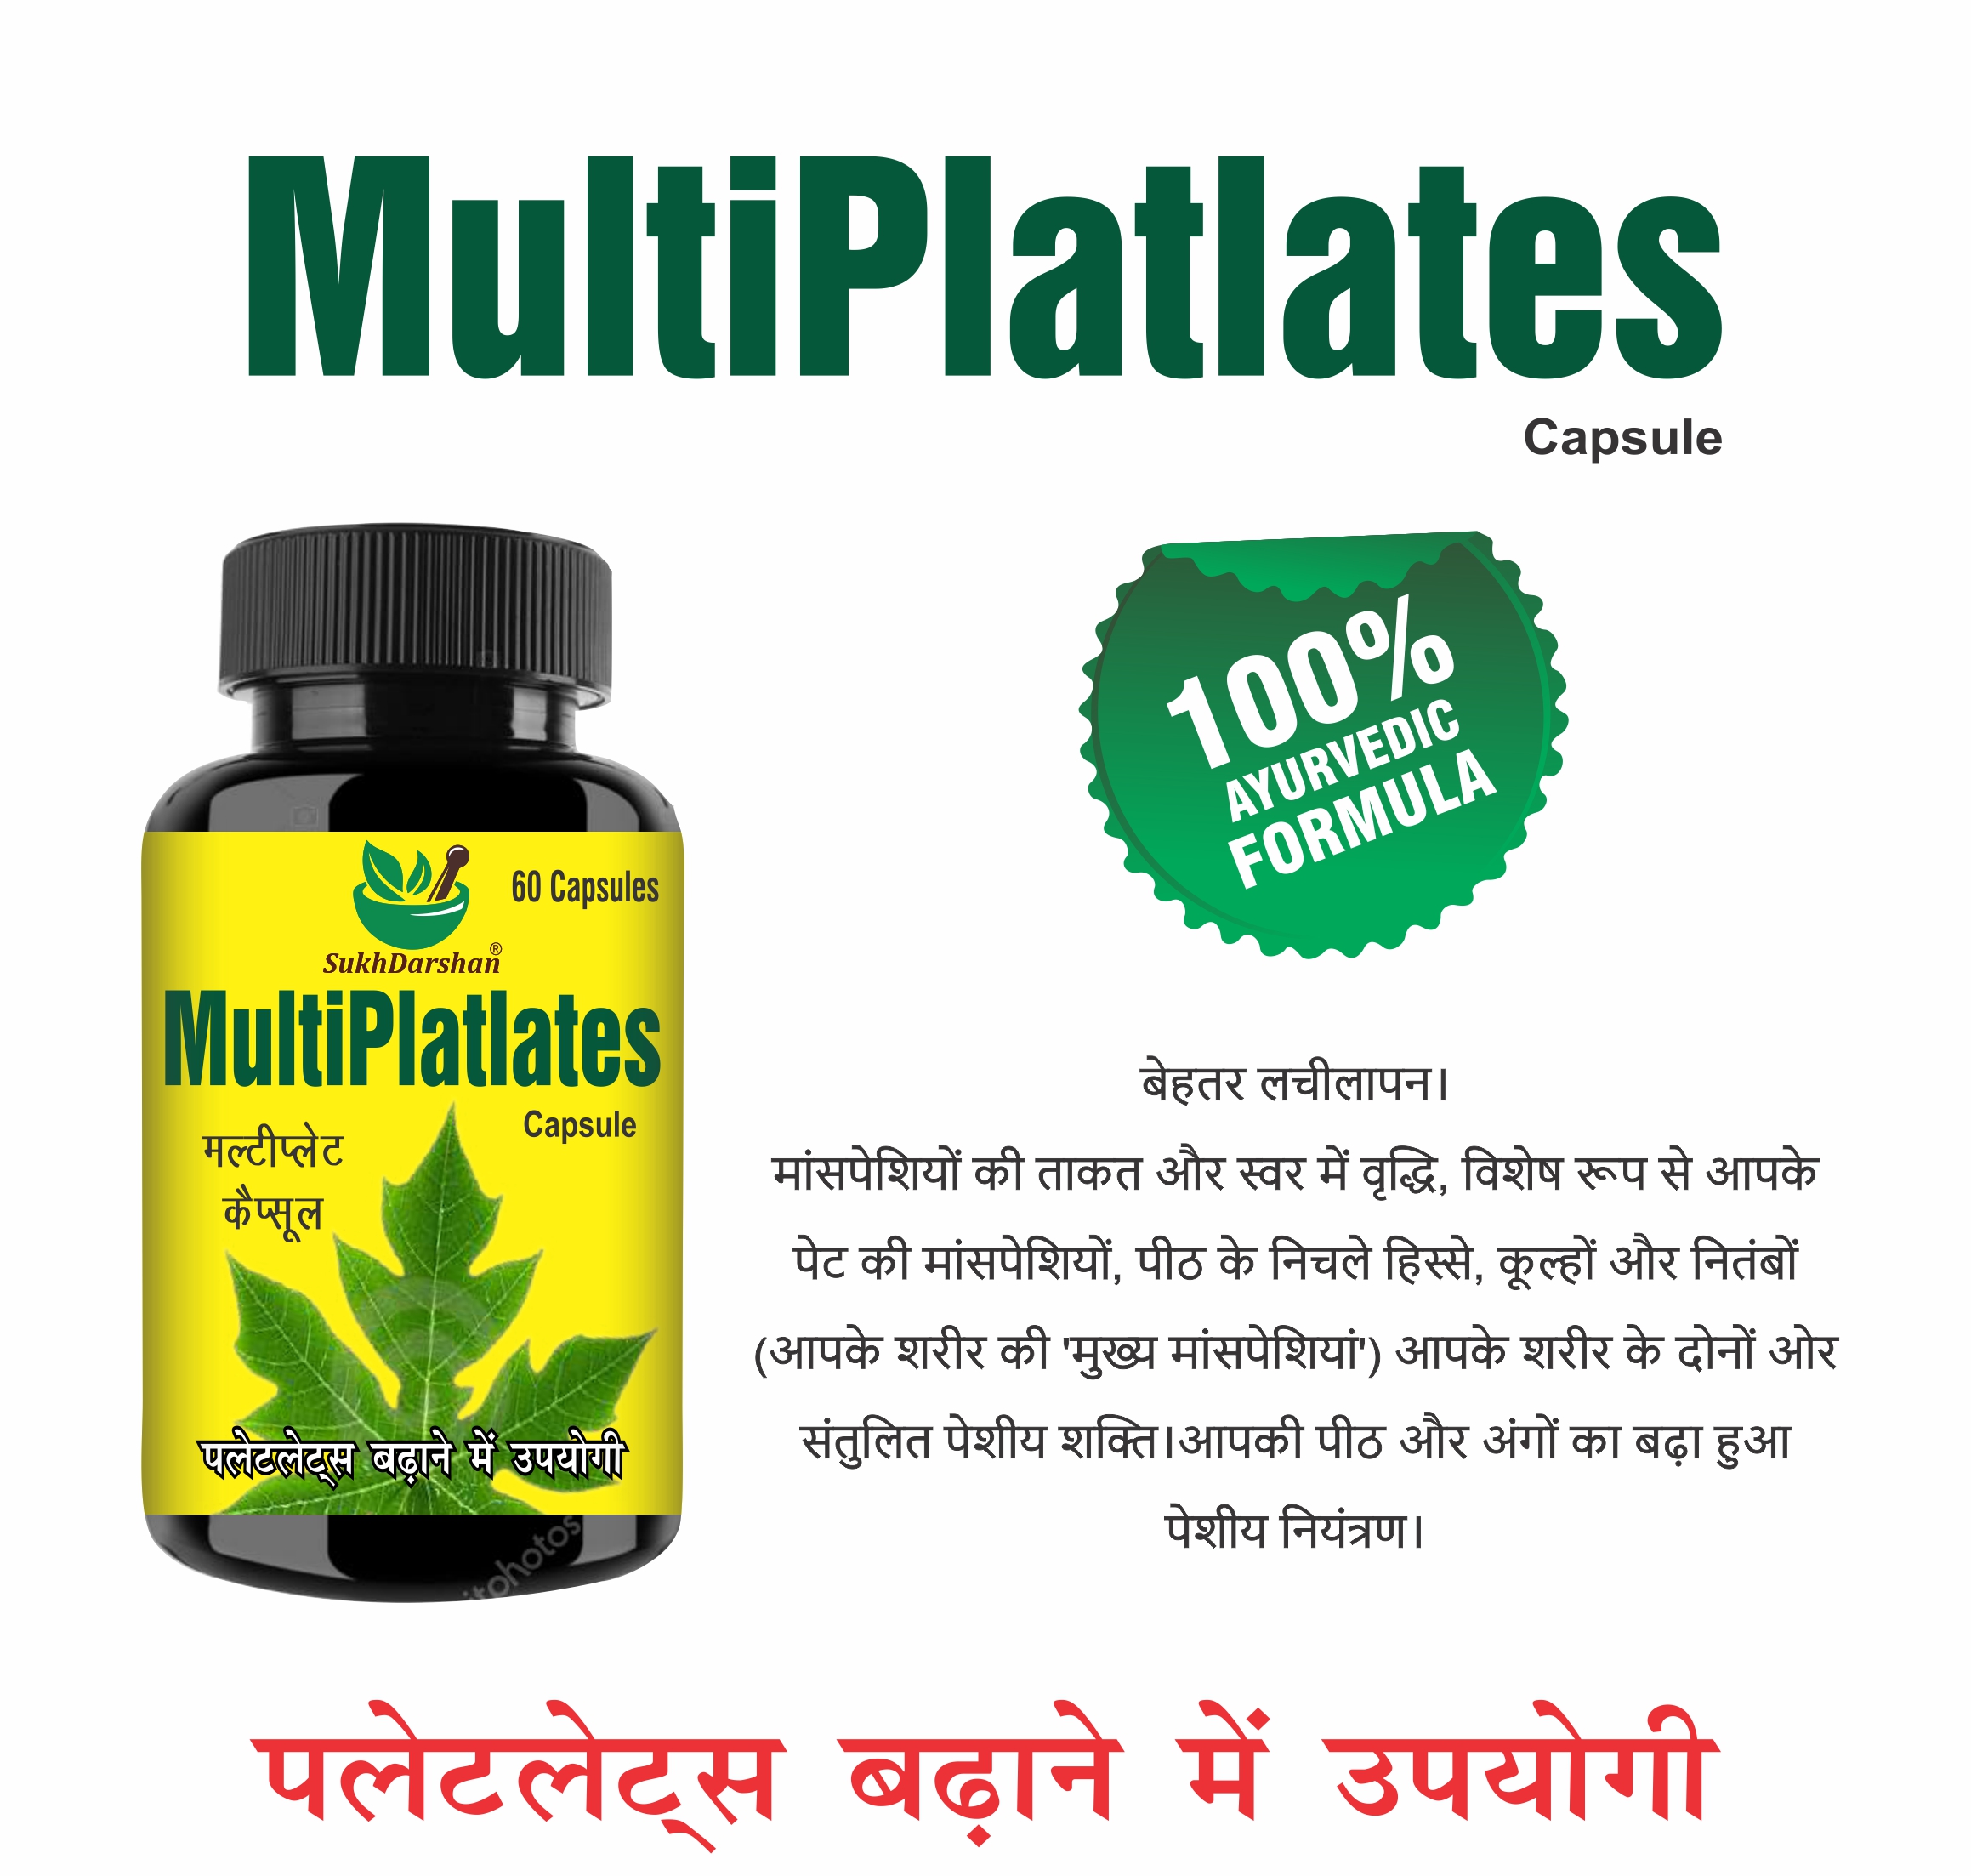 MultiPlatlates
Capsule
100%
AYURVEDIC
FORMULA
60 Capsules
SukhDarshan®
MultiPlatlates
Capsule
मल्टीप्लेट
कैप्सूल
पलेटलेट्स बढ़ाने में उपयोगी
बेहतर लचीलापन।
मांसपेशियों की ताकत और स्वर में वृद्धि, विशेष रूप से आपके
पेट की मांसपेशियों, पीठ के निचले हिस्से, कूल्हों और नितंबों
(आपके शरीर की 'मुख्य मांसपेशियां') आपके शरीर के दोनों ओर
संतुलित पेशीय शक्ति।आपकी पीठ और अंगों का बढ़ा हुआ
पेशीय नियंत्रण।
पलेटलेट्स बढ़ाने में उपयोगी